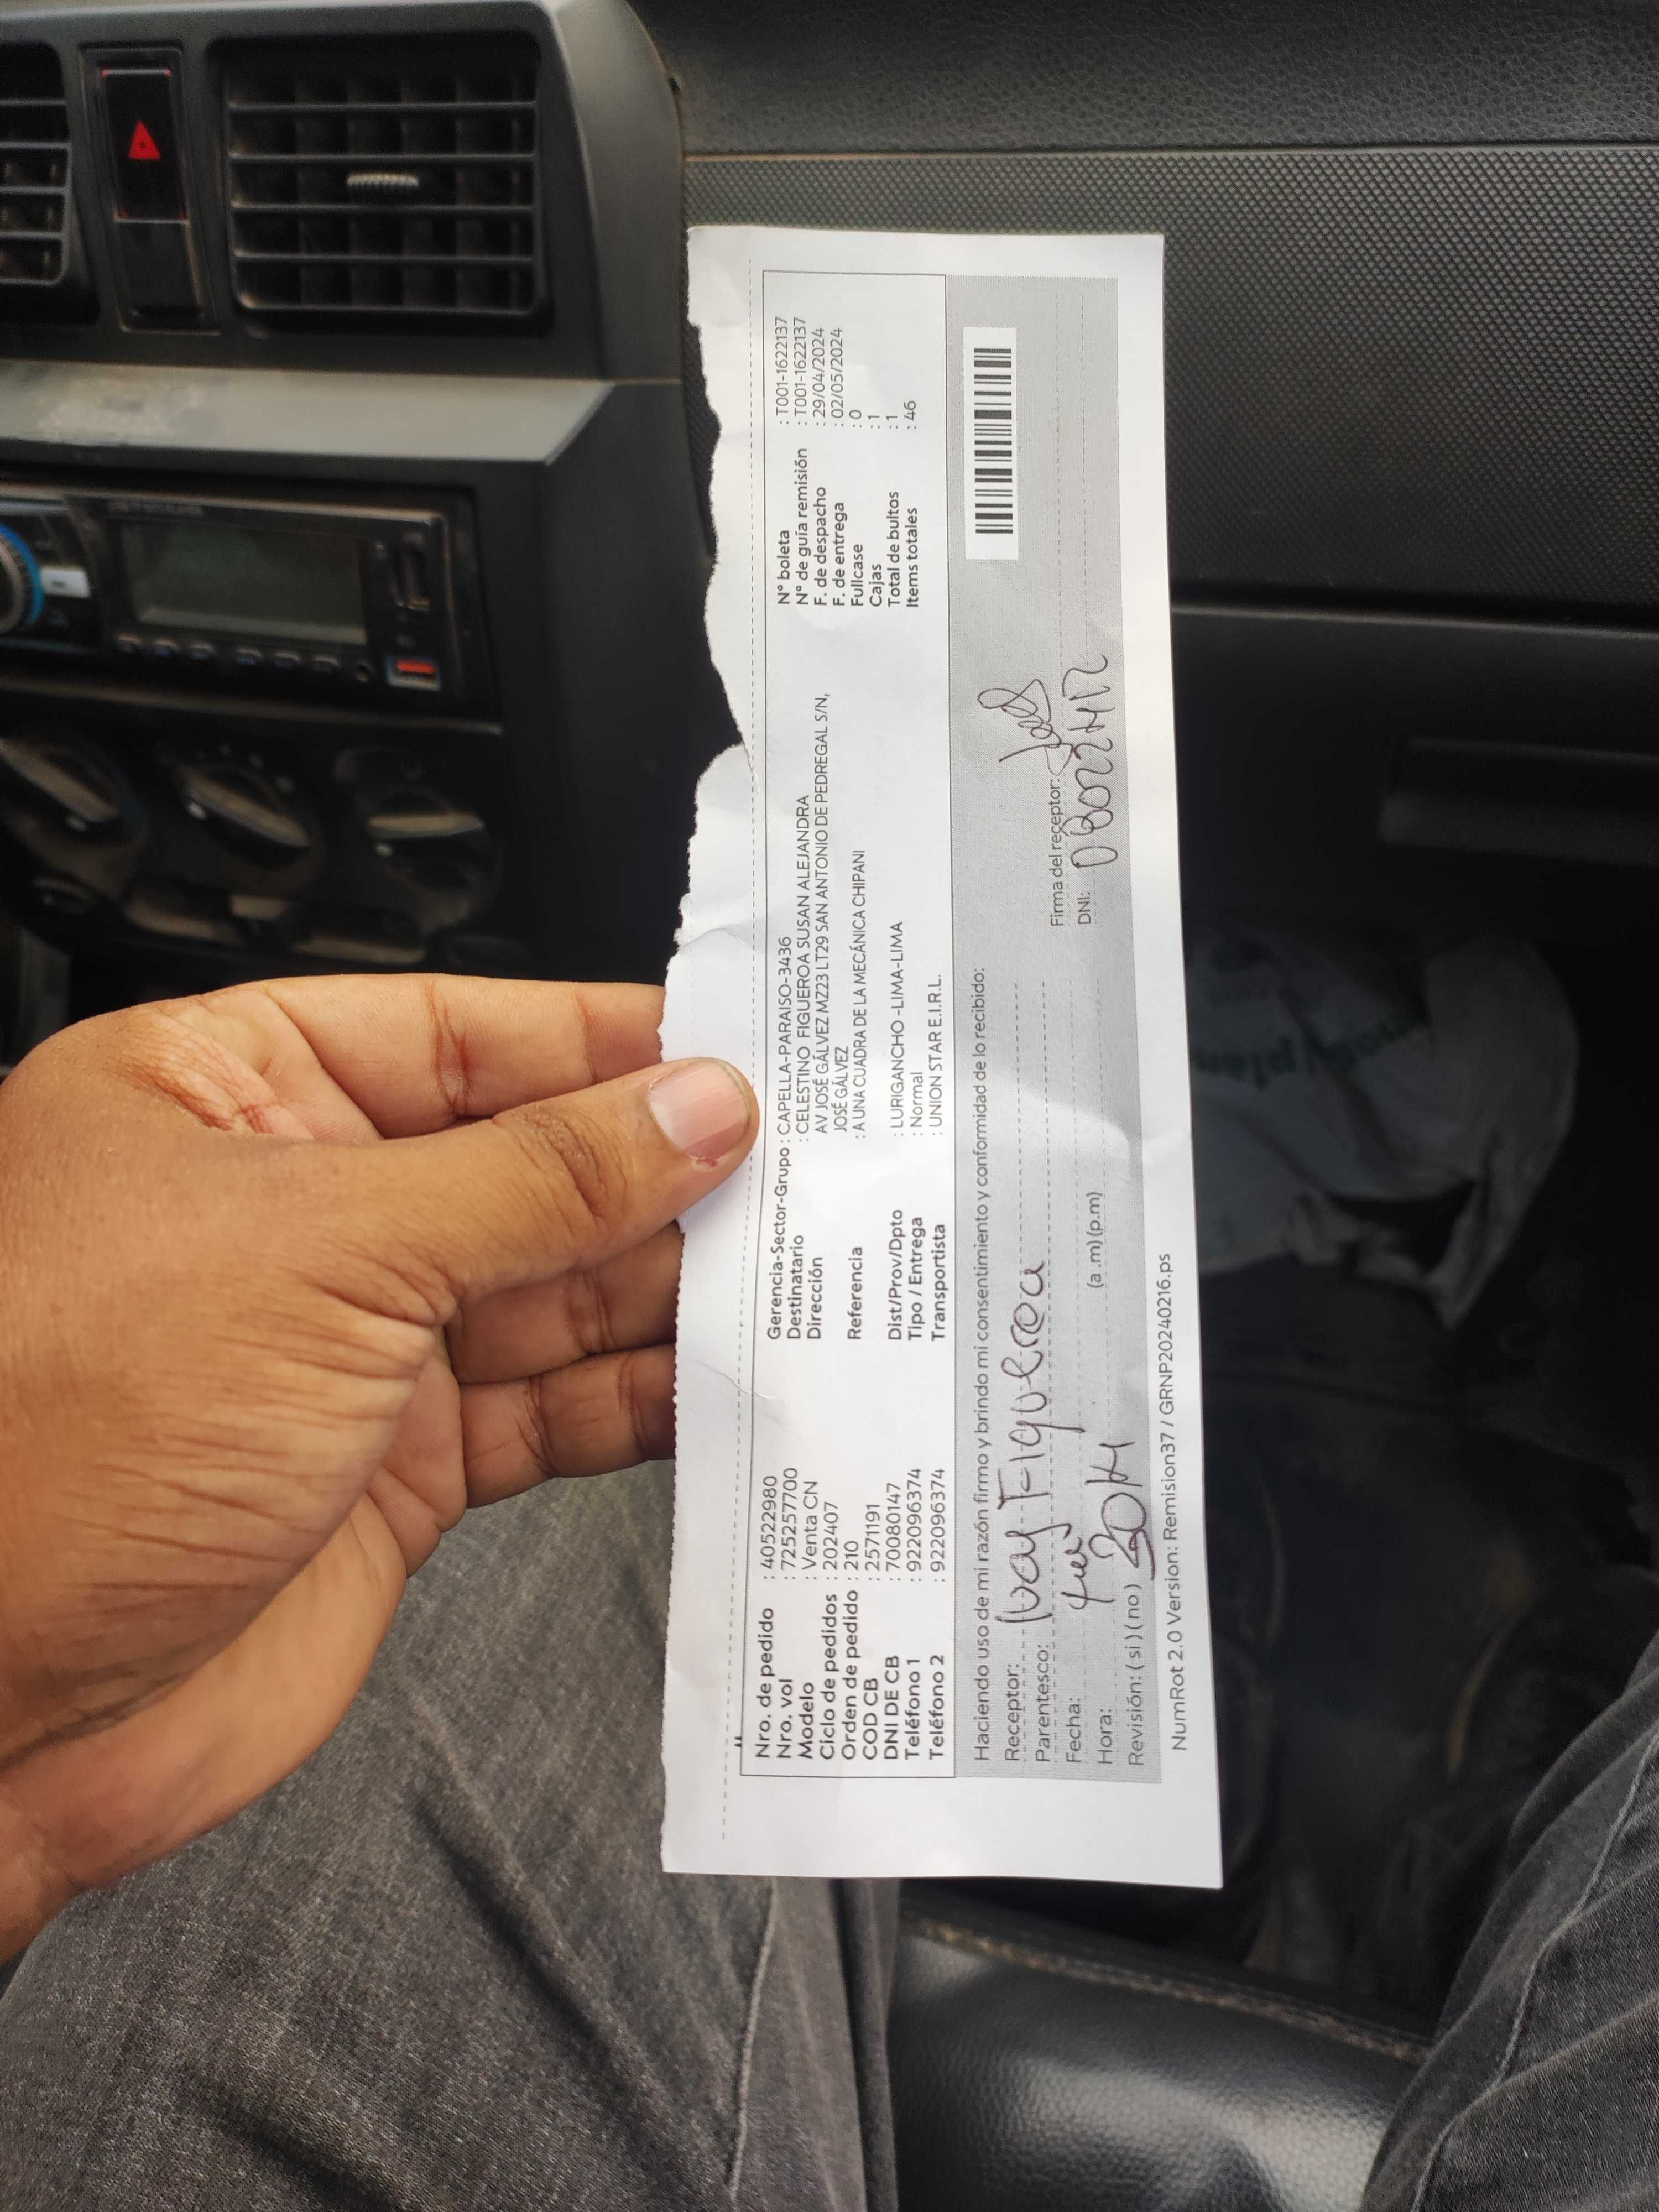 Nro. de pedido : 40522980
Nro. vol : 725257700
Modelo : Venta CN
Ciclo de pedidos : 202407
Orden de pedido : 210
COD CB : 2571191
DNI DE CB : 70080147
Teléfono 1 : 922096374
Teléfono 2 : 922096374
Gerencia-Sector-Grupo : CAPELLA-PARAISO-3436
Destinatario : CELESTINO FIGUEROA SUSAN ALEJANDRA
Dirección AV JOSÉ GÁLVEZ MZ23 LT29 SAN ANTONIO DE PEDREGAL S/N,
JOSÉ GÁLVEZ
Referencia : A UNA CUADRA DE LA MECÁNICA CHIPANI
Dist/Prov/Dpto : LURIGANCHO -LIMA-LIMA
Tipo / Entrega : Normal
Transportista : UNION STAR E.I.R.L.
N° boleta : T001-1622137
N° de guía remisión : T001-1622137
F. de despacho : 29/04/2024
F. de entrega : 02/05/2024
Fullcase : 0
Cajas : 1
Total de bultos : 1
Items totales : 46
Haciendo uso de mi razón firmo y brindo mi consentimiento y conformidad de lo recibido:
Receptor: Figueroa
Parentesco:
Fecha:
Hora: (a .m) (p.m)
Revisión: ( si ) ( no )
Firma del receptor:
DNI:
NumRot 2.0 Version: Remision37 / GRNP20240216.ps